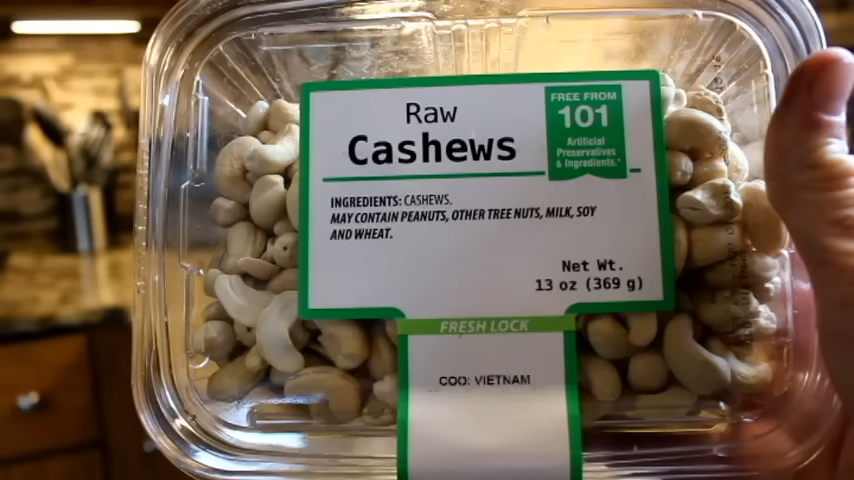 Raw
Cashews
FREE FROM
101
Artificial
Preservatives
& Ingredients.*
INGREDIENTS: CASHEWS.
MAY CONTAIN PEANUTS, OTHER TREE NUTS, MILK, SOY
AND WHEAT.
Net Wt.
13 oz (369 g)
FRESH LOCK
COO: VIETNAM